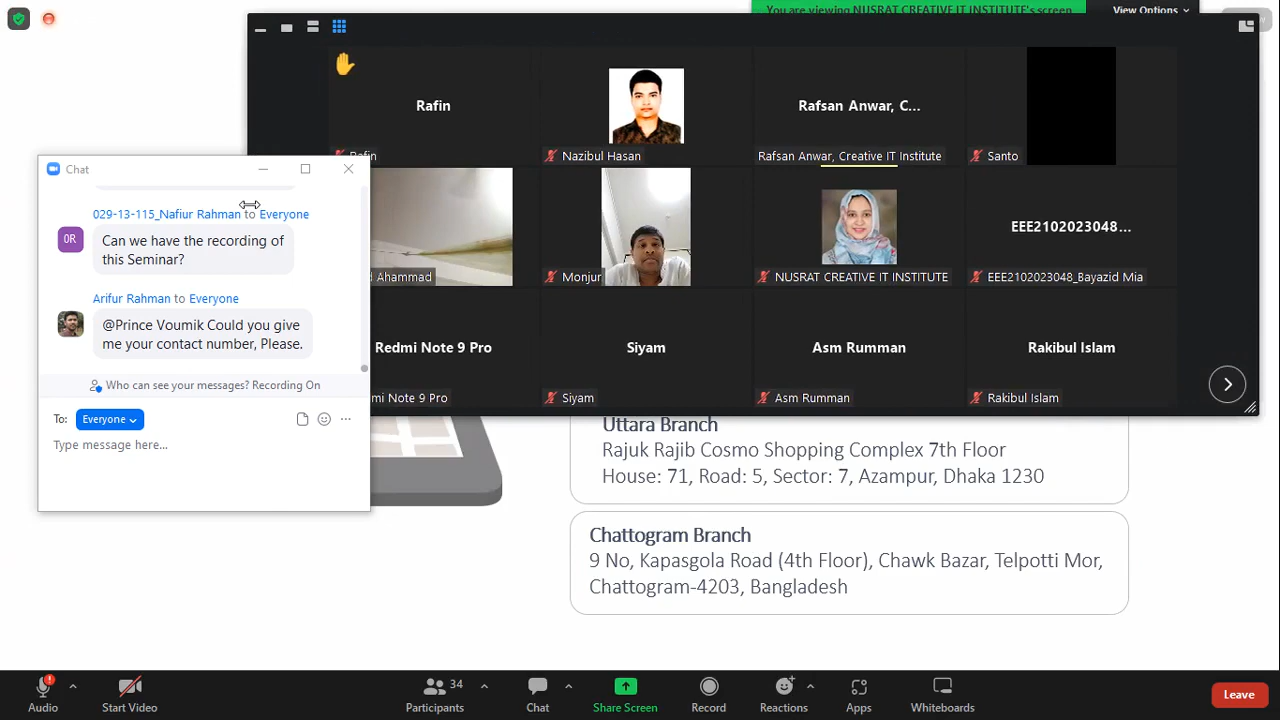 You are viewing NUSRAT CREATIVE IT INSTITUTE's screen
View Options
Rafin
Rafsan Anwar, C...
Rafin
Nazibul Hasan
Rafsan Anwar, Creative IT Institute
Santo
EEE2102023048...
Ahammad
Monjur
NUSRAT CREATIVE IT INSTITUTE
EEE2102023048_Bayazid Mia
Redmi Note 9 Pro
Siyam
Asm Rumman
Rakibul Islam
Note 9 Pro
Siyam
Asm Rumman
Rakibul Islam
Chat
029-13-115_Nafiur Rahman to Everyone
OR
Can we have the recording of
this Seminar?
Arifur Rahman to Everyone
@Prince Voumik Could you give
me your contact number, Please.
Who can see your messages? Recording On
To: Everyone
Type message here...
Uttara Branch
Rajuk Rajib Cosmo Shopping Complex 7th Floor
House: 71, Road: 5, Sector: 7, Azampur, Dhaka 1230
Chattogram Branch
9 No, Kapasgola Road (4th Floor), Chawk Bazar, Telpotti Mor,
Chattogram-4203, Bangladesh
Audio
Start Video
34
Participants
Chat
Share Screen
Record
Reactions
Apps
Whiteboards
Leave